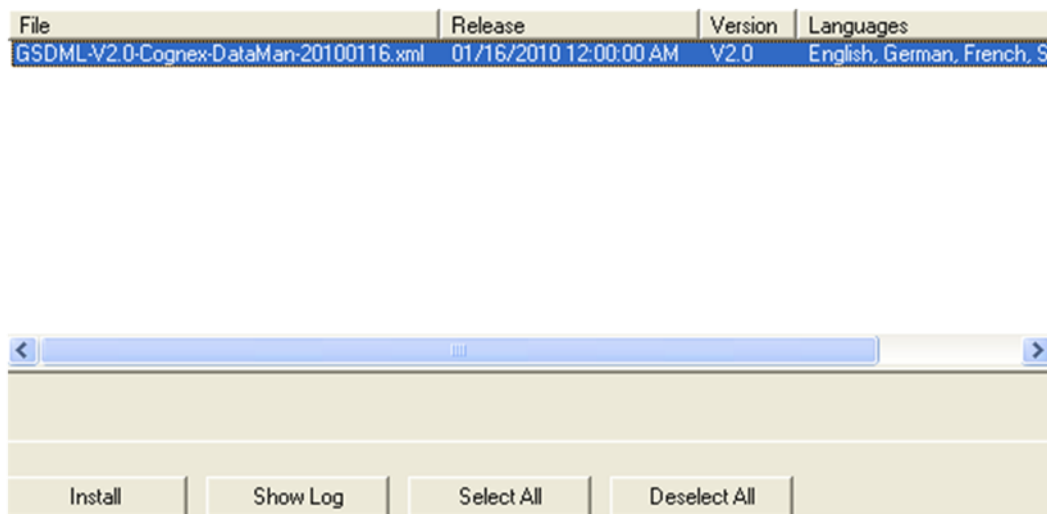 File Release Version Languages
GSDML-V2.0-Cognex-DataMan-20100116.xml 01/16/2010 12:00:00 AM V2.0 English, German, French, S
Install Show Log Select All Deselect All